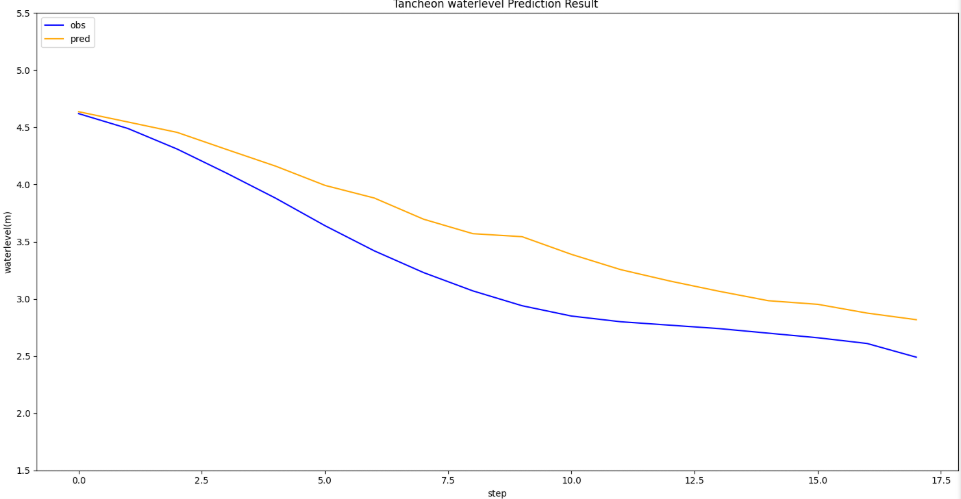 Tancheon waterlevel Prediction Result
obs
pred
5.5
5.0
4.5
4.0
3.5
3.0
2.5
2.0
1.5
waterlevel(m)
0.0 2.5 5.0 7.5 10.0 12.5 15.0 17.5
step